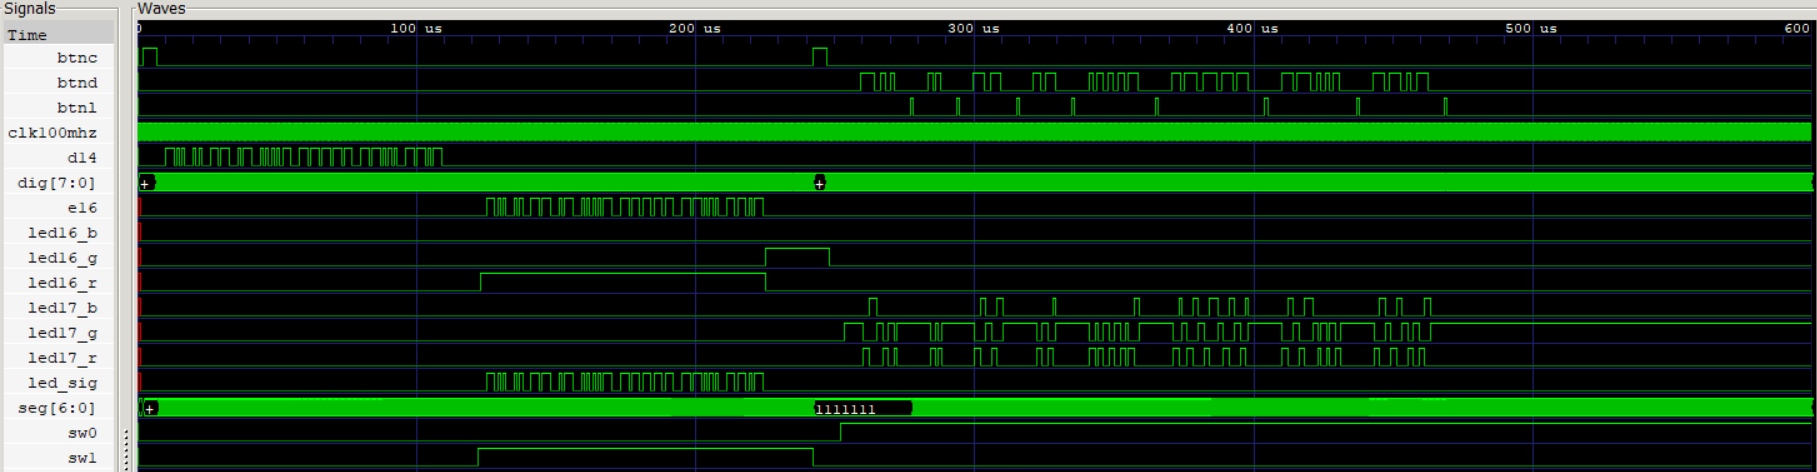 Signals Waves
Time 0 100 us 200 us 300 us 400 us 500 us 600
btnc
btnd
btnl
clk100mhz
d14
dig[7:0] + +
e16
led16_b
led16_g
led16_r
led17_b
led17_g
led17_r
led_sig
seg[6:0] + 1111111
sw0
sw1